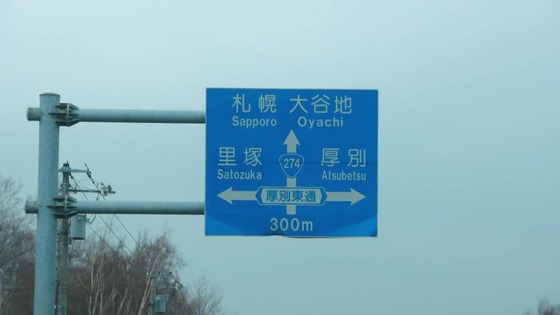 札幌 大谷地
Sapporo Oyachi
里塚 厚別
Satozuka Atsubetsu
274
厚別東通
300m